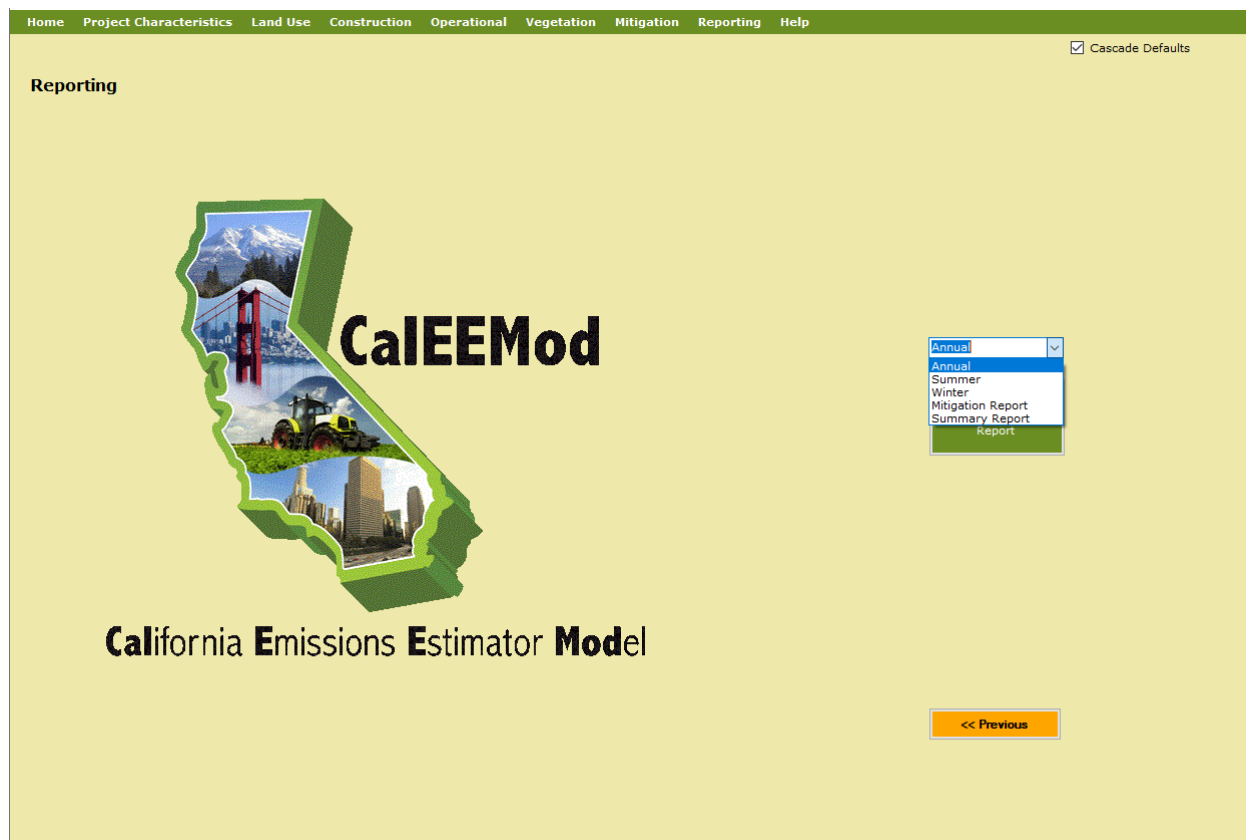 Home Project Characteristics Land Use Construction Operational Vegetation Mitigation Reporting Help
Cascade Defaults
Reporting
CalEEMod
Annual
Annual
Summer
Winter
Mitigation Report
Summary Report
Report
California Emissions Estimator Model
<< Previous